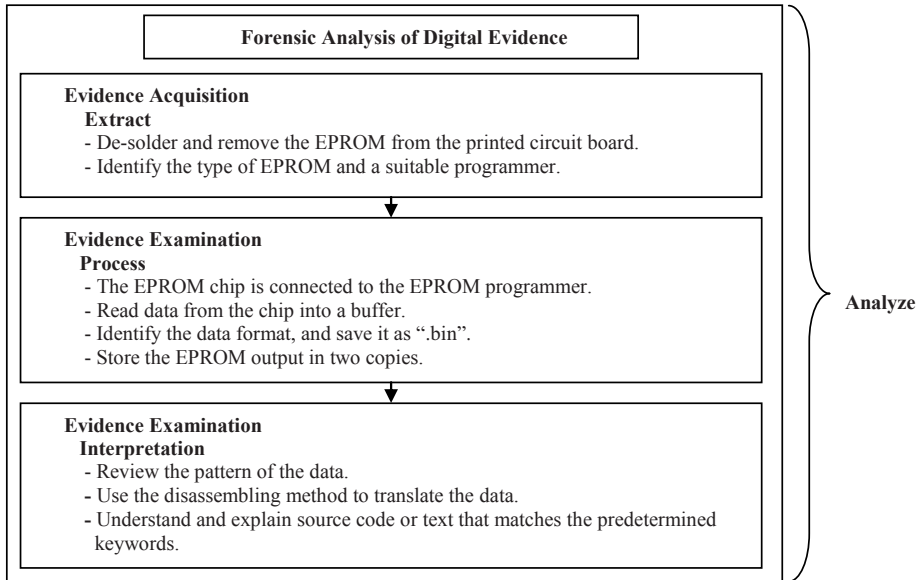 Forensic Analysis of Digital Evidence
Evidence Acquisition
Extract
- De-solder and remove the EPROM from the printed circuit board.
- Identify the type of EPROM and a suitable programmer.
Evidence Examination
Process
- The EPROM chip is connected to the EPROM programmer.
- Read data from the chip into a buffer.
- Identify the data format, and save it as “.bin”.
- Store the EPROM output in two copies.
Evidence Examination
Interpretation
- Review the pattern of the data.
- Use the disassembling method to translate the data.
- Understand and explain source code or text that matches the predetermined
keywords.
Analyze